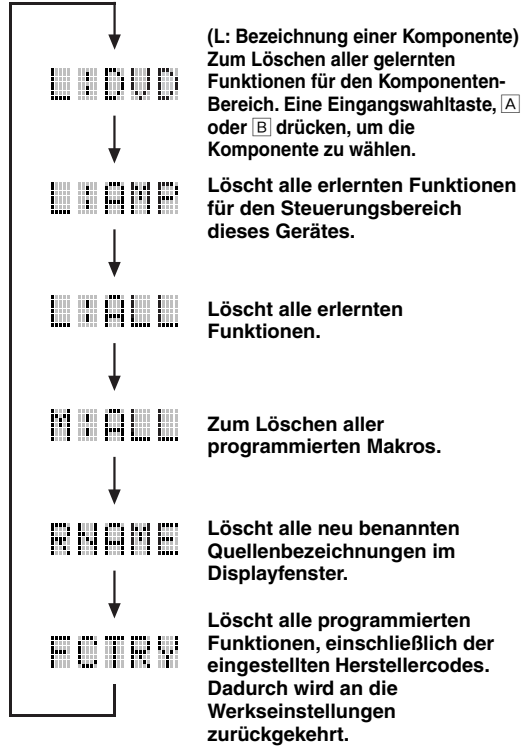 (L: Bezeichnung einer Komponente)
L:DVD
Zum Löschen aller gelernten
Funktionen für den Komponenten-
Bereich. Eine Eingangswahltaste, A
oder B drücken, um die
Komponente zu wählen.
L:AMP
Löscht alle erlernten Funktionen
für den Steuerungsbereich
dieses Gerätes.
L:ALL
Löscht alle erlernten
Funktionen.
M:ALL
Zum Löschen aller
programmierten Makros.
RNAME
Löscht alle neu benannten
Quellenbezeichnungen im
Displayfenster.
FCTRY
Löscht alle programmierten
Funktionen, einschließlich der
eingestellten Herstellercodes.
Dadurch wird an die
Werkseinstellungen
zurückgekehrt.